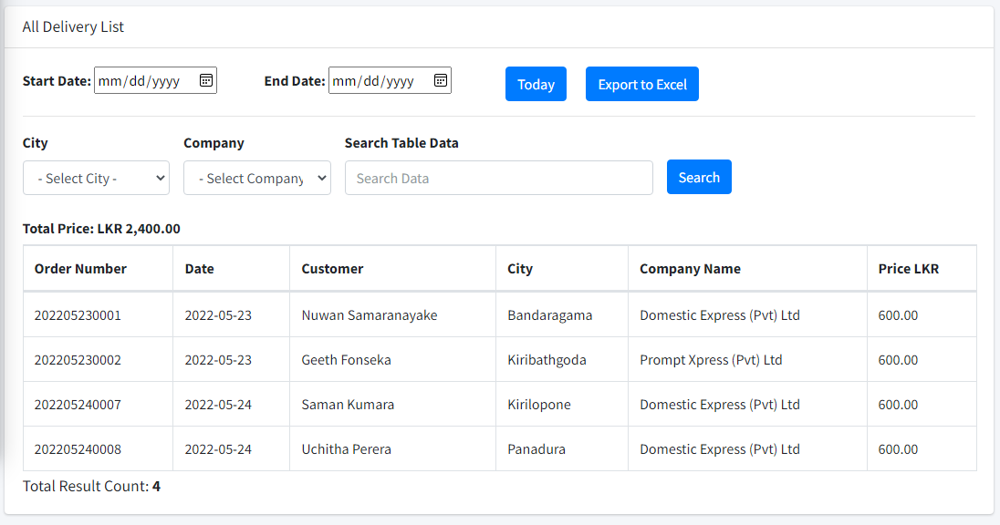 All Delivery List
Start Date: mm/dd/yyyy End Date: mm/dd/yyyy Today Export to Excel
City Company Search Table Data
- Select City - - Select Company Search Data Search
Total Price: LKR 2,400.00
Order Number Date Customer City Company Name Price LKR
202205230001 2022-05-23 Nuwan Samaranayake Bandaragama Domestic Express (Pvt) Ltd 600.00
202205230002 2022-05-23 Geeth Fonseka Kiribathgoda Prompt Xpress (Pvt) Ltd 600.00
202205240007 2022-05-24 Saman Kumara Kirilopone Domestic Express (Pvt) Ltd 600.00
202205240008 2022-05-24 Uchitha Perera Panadura Domestic Express (Pvt) Ltd 600.00
Total Result Count: 4